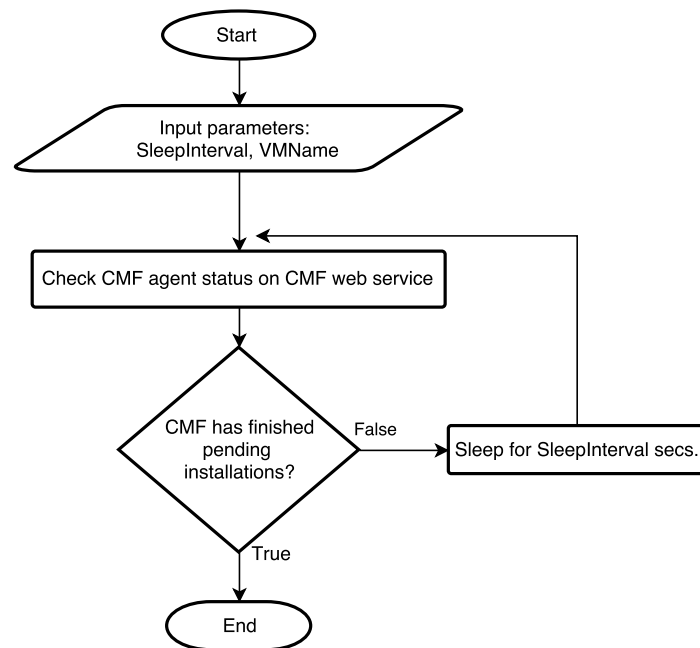 Start
Input parameters:
SleepInterval, VMName
Check CMF agent status on CMF web service
CMF has finished
pending
installations?
False
Sleep for SleepInterval secs.
True
End